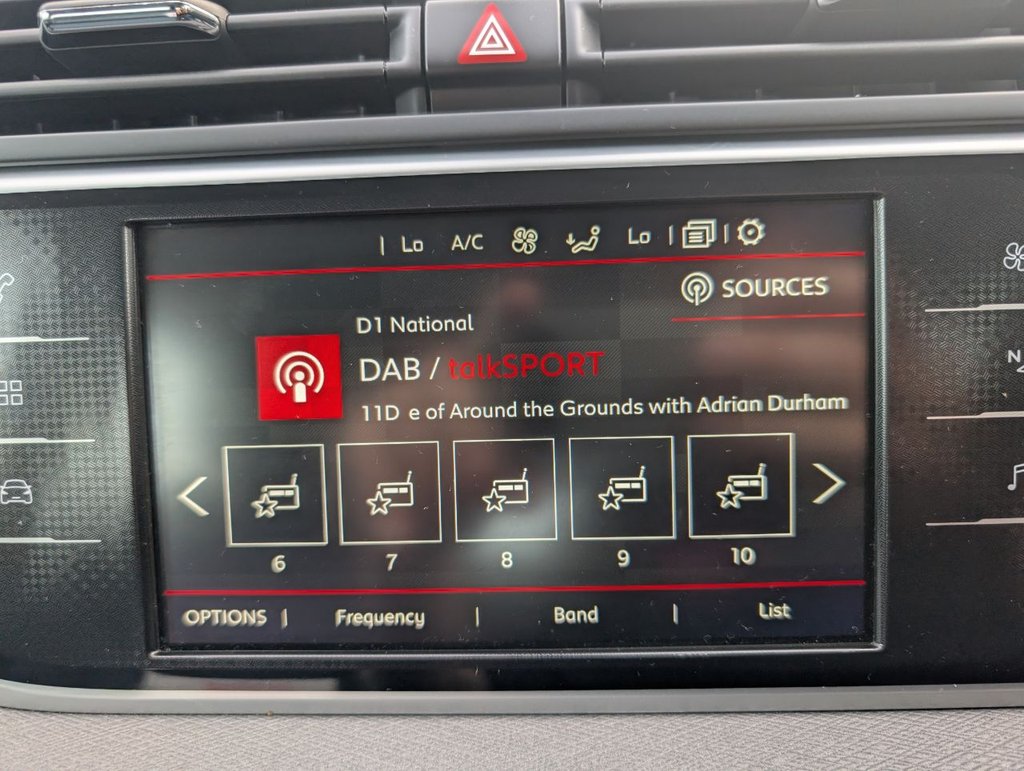 Lo A/C Lo
SOURCES
D1 National
DAB / talkSPORT
11D e of Around the Grounds with Adrian Durham
6 7 8 9 10
OPTIONS | Frequency | Band | List
N